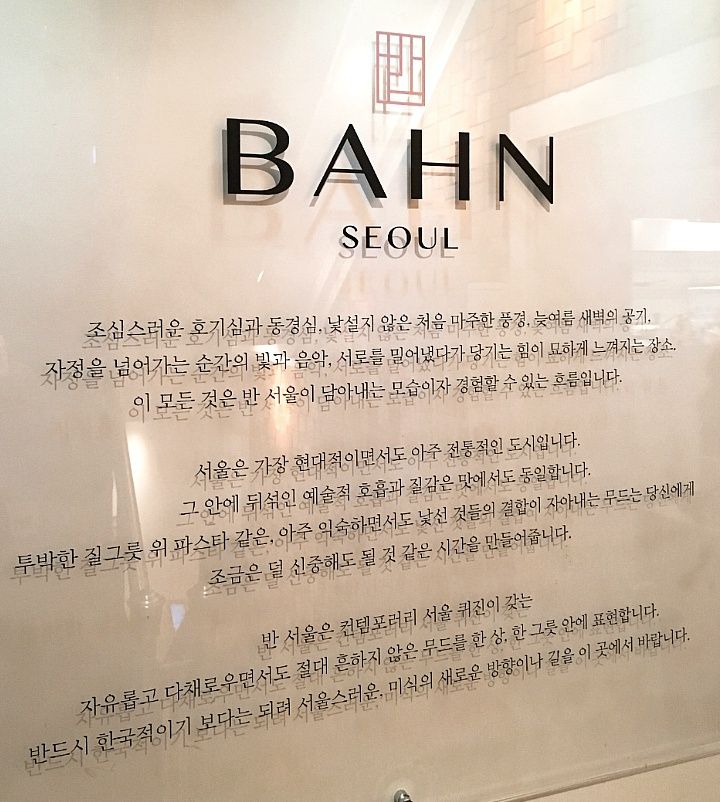 반
BAHN
SEOUL
조심스러운 호기심과 동경심, 낯설지 않은 처음 마주한 풍경, 늦여름 새벽의 공기,
자정을 넘어가는 순간의 빛과 음악, 서로를 밀어냈다가 당기는 힘이 묘하게 느껴지는 장소.
이 모든 것은 반 서울이 담아내는 모습이자 경험할 수 있는 흐름입니다.
서울은 가장 현대적이면서도 아주 전통적인 도시입니다.
그 안에 뒤섞인 예술적 호흡과 질감은 맛에서도 동일합니다.
투박한 질그릇 위 파스타 같은, 아주 익숙하면서도 낯선 것들의 결합이 자아내는 무드는 당신에게
조금은 덜 신중해도 될 것 같은 시간을 만들어줍니다.
반 서울은 컨템포러리 서울 퀴진이 갖는
자유롭고 다채로우면서도 절대 흔하지 않은 무드를 한 상, 한 그릇 안에 표현합니다.
반드시 한국적이기 보다는 되려 서울스러운, 미식의 새로운 방향이나 길을 이 곳에서 바랍니다.